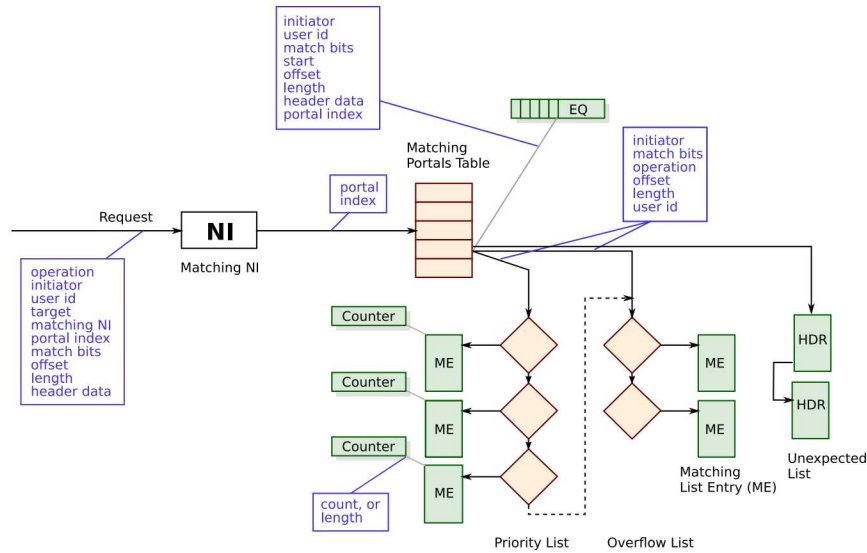 initiator
user id
match bits
start
offset
length
header data
portal index
EQ
Matching
Portals Table
initiator
match bits
operation
offset
length
user id
portal
index
Request
NI
Matching NI
operation
initiator
user id
target
matching NI
portal index
match bits
offset
length
header data
Counter
ME
Counter
ME
Counter
ME
count, or
length
ME
ME
HDR
HDR
Matching
List Entry (ME)
Unexpected
List
Priority List
Overflow List